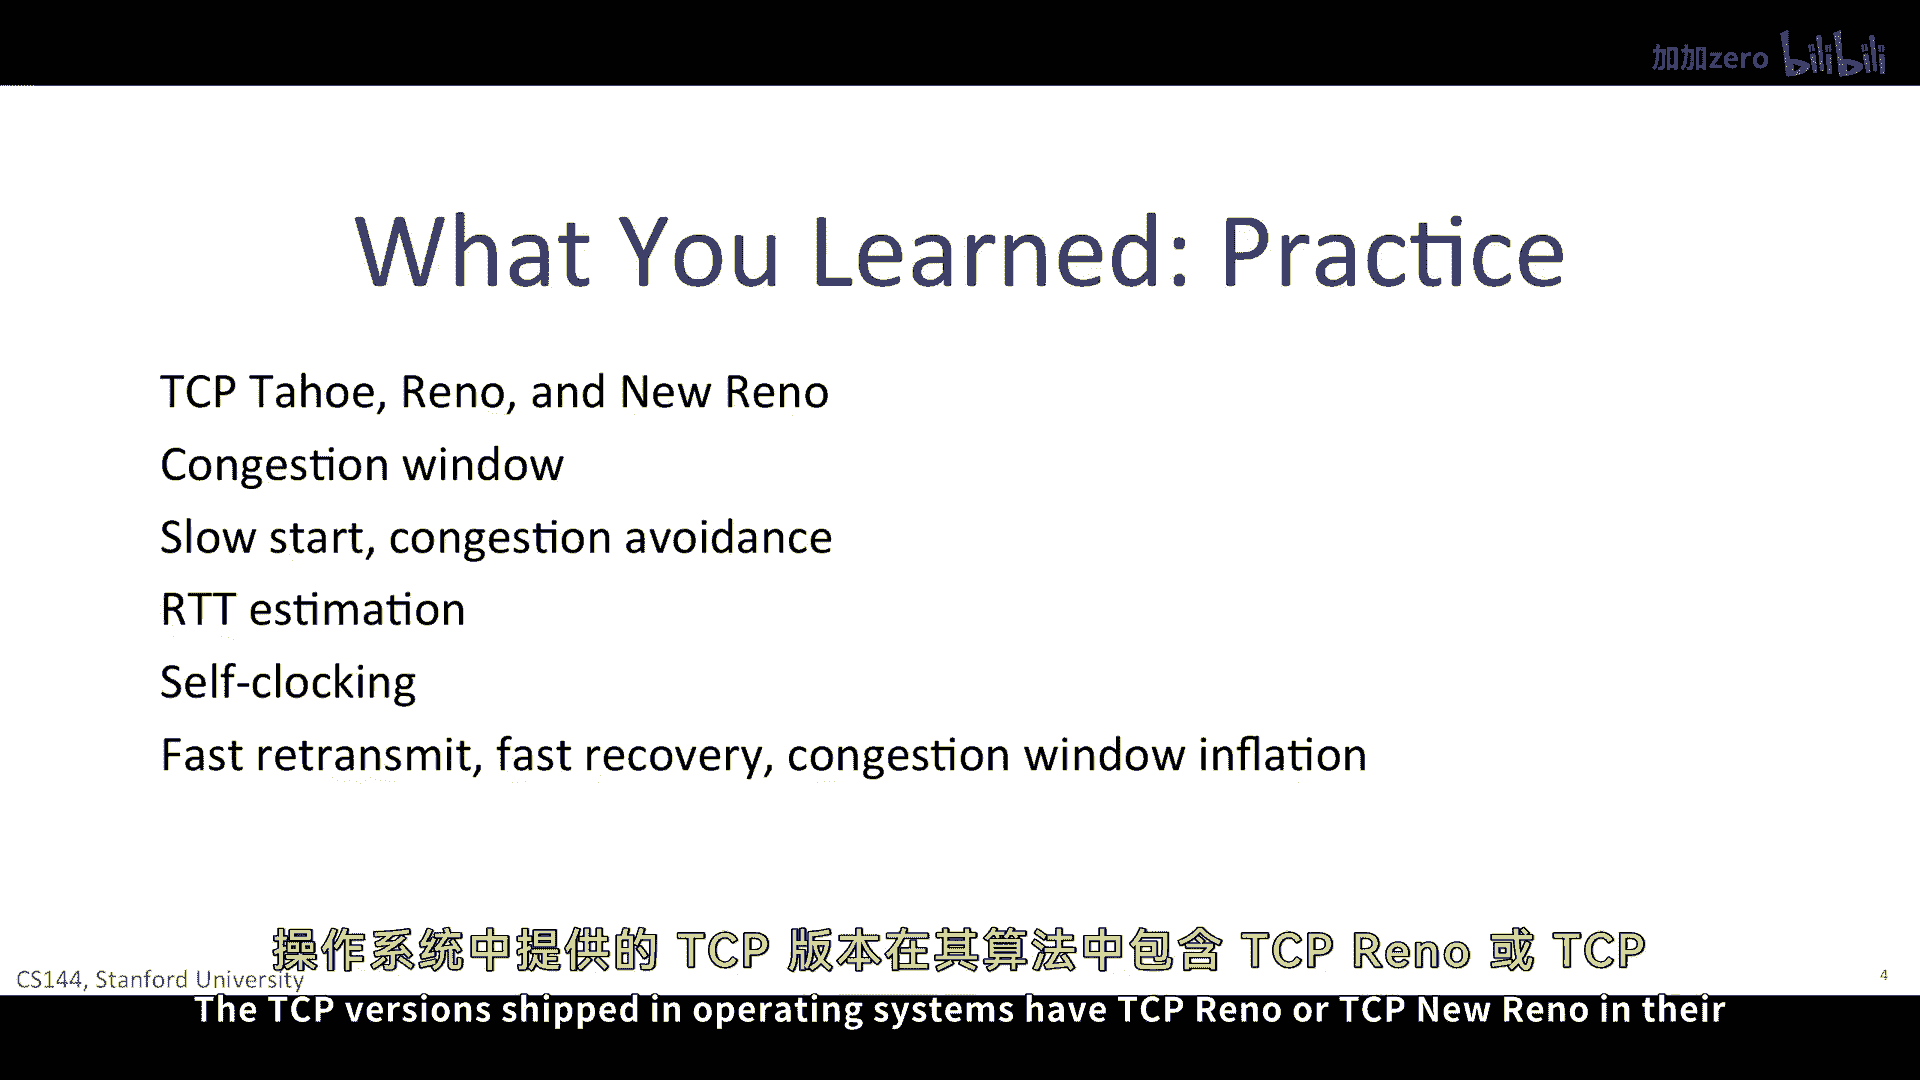 加加zero bilibili
What You Learned: Practice
TCP Tahoe, Reno, and New Reno
Congestion window
Slow start, congestion avoidance
RTT estimation
Self-clocking
Fast retransmit, fast recovery, congestion window inflation
操作系统中提供的 TCP 版本在其算法中包含 TCP Reno 或 TCP
CS144, Stanford University
4
The TCP versions shipped in operating systems have TCP Reno or TCP New Reno in their